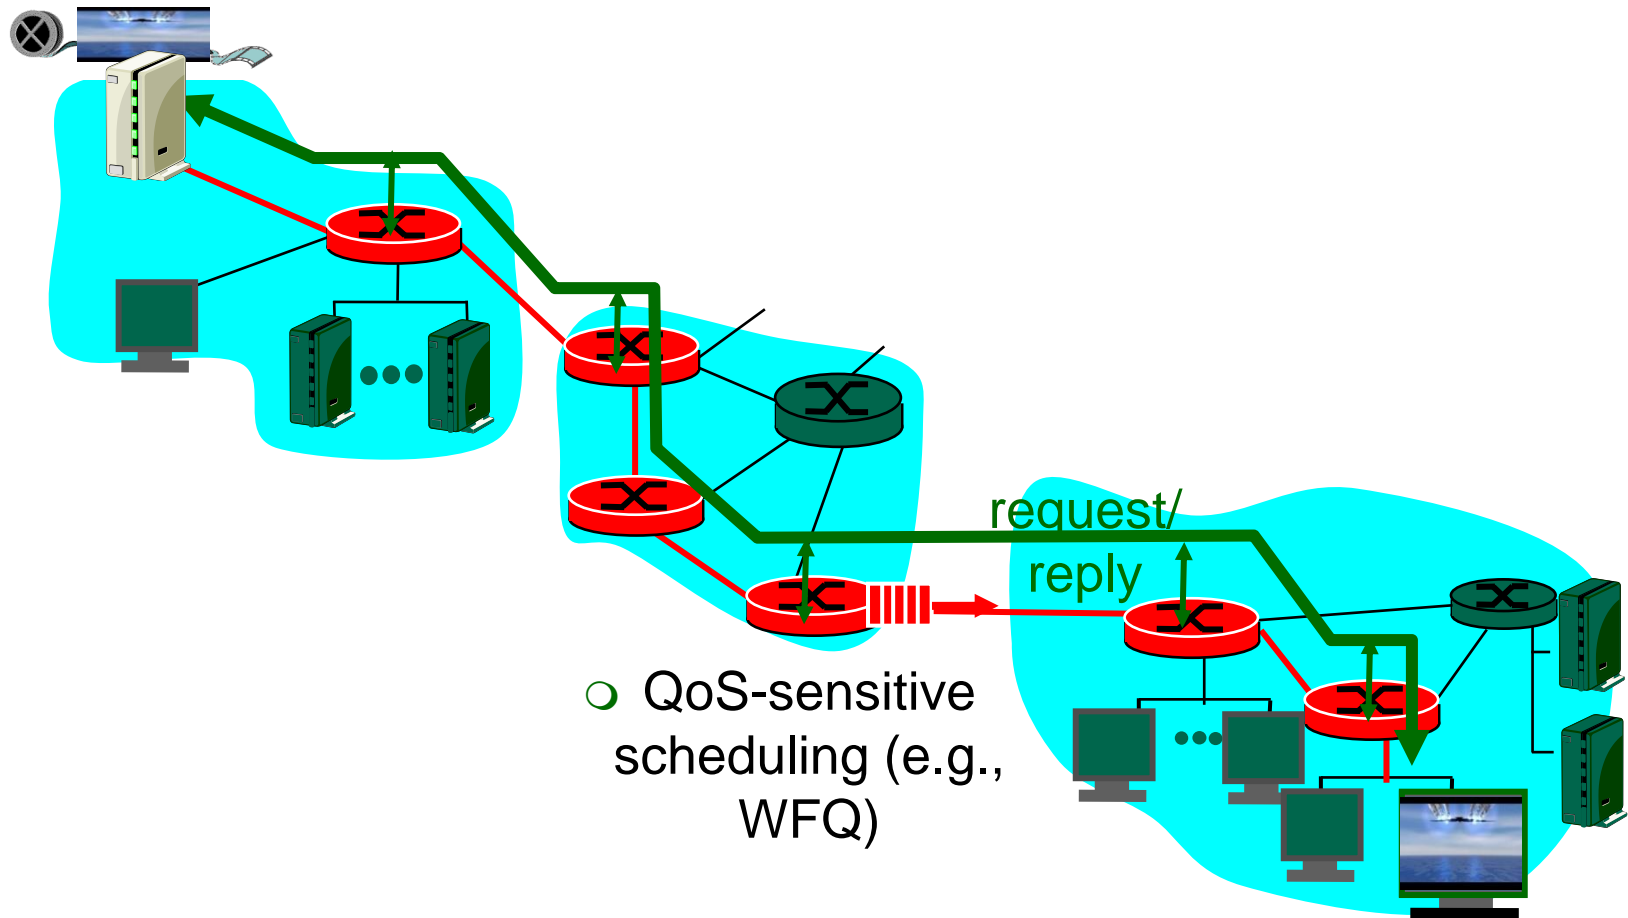 request/
reply
QoS-sensitive
scheduling (e.g.,
WFQ)